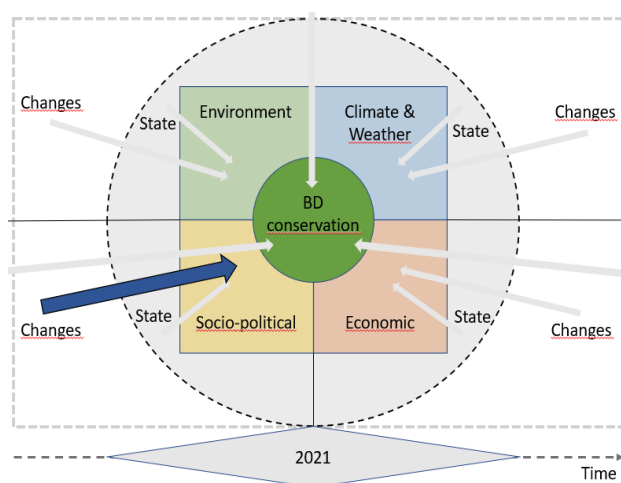 Environment
Climate &
Weather
Changes
State
State
Changes
BD
conservation
Changes
State
Socio-political
Economic
State
Changes
2021
Time